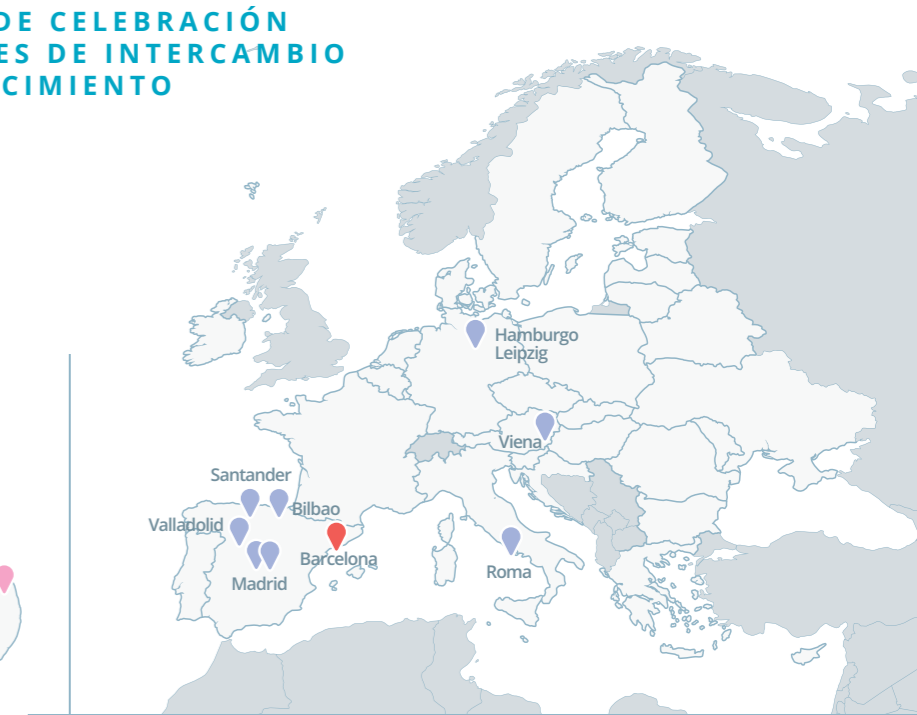 DE CELEBRACIÓN
ES DE INTERCAMBIO
CIMIENTO
Hamburgo
Leipzig
Viena
Santander
Bilbao
Valladolid
Barcelona
Madrid
Roma